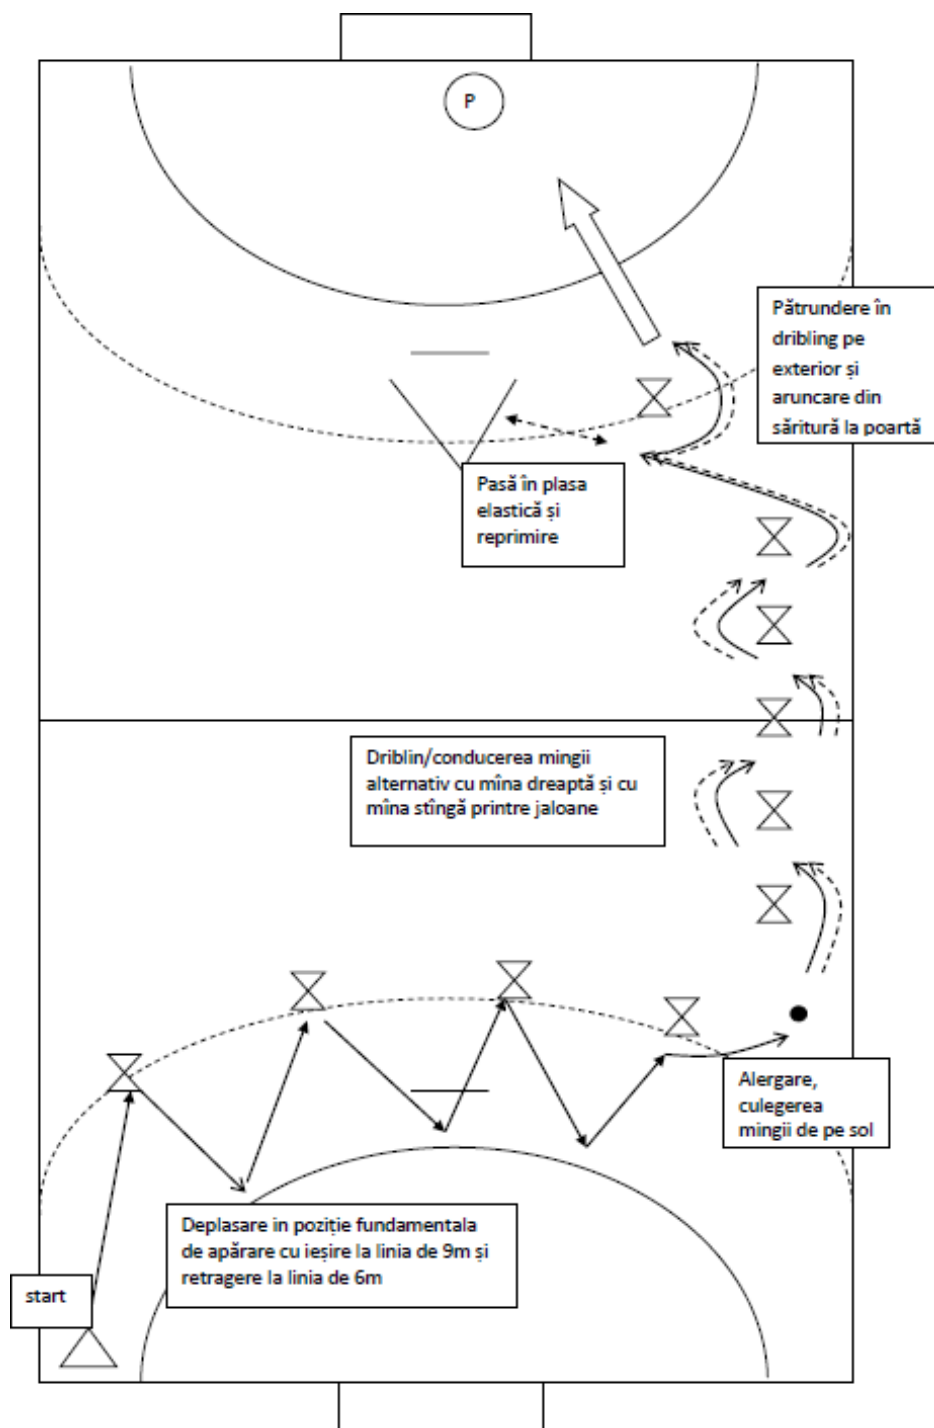 P
Pătrundere în
dribling pe
exterior și
aruncare din
săritură la poartă
Pasă în plasa
elastică și
reprimire
Driblin/conducerea mingii
alternativ cu mîna dreaptă și cu
mîna stîngă printre jaloane
Alergare,
culegerea
mingii de pe sol
Deplasare in poziție fundamentala
de apărare cu ieșire la linia de 9m și
retragere la linia de 6m
start